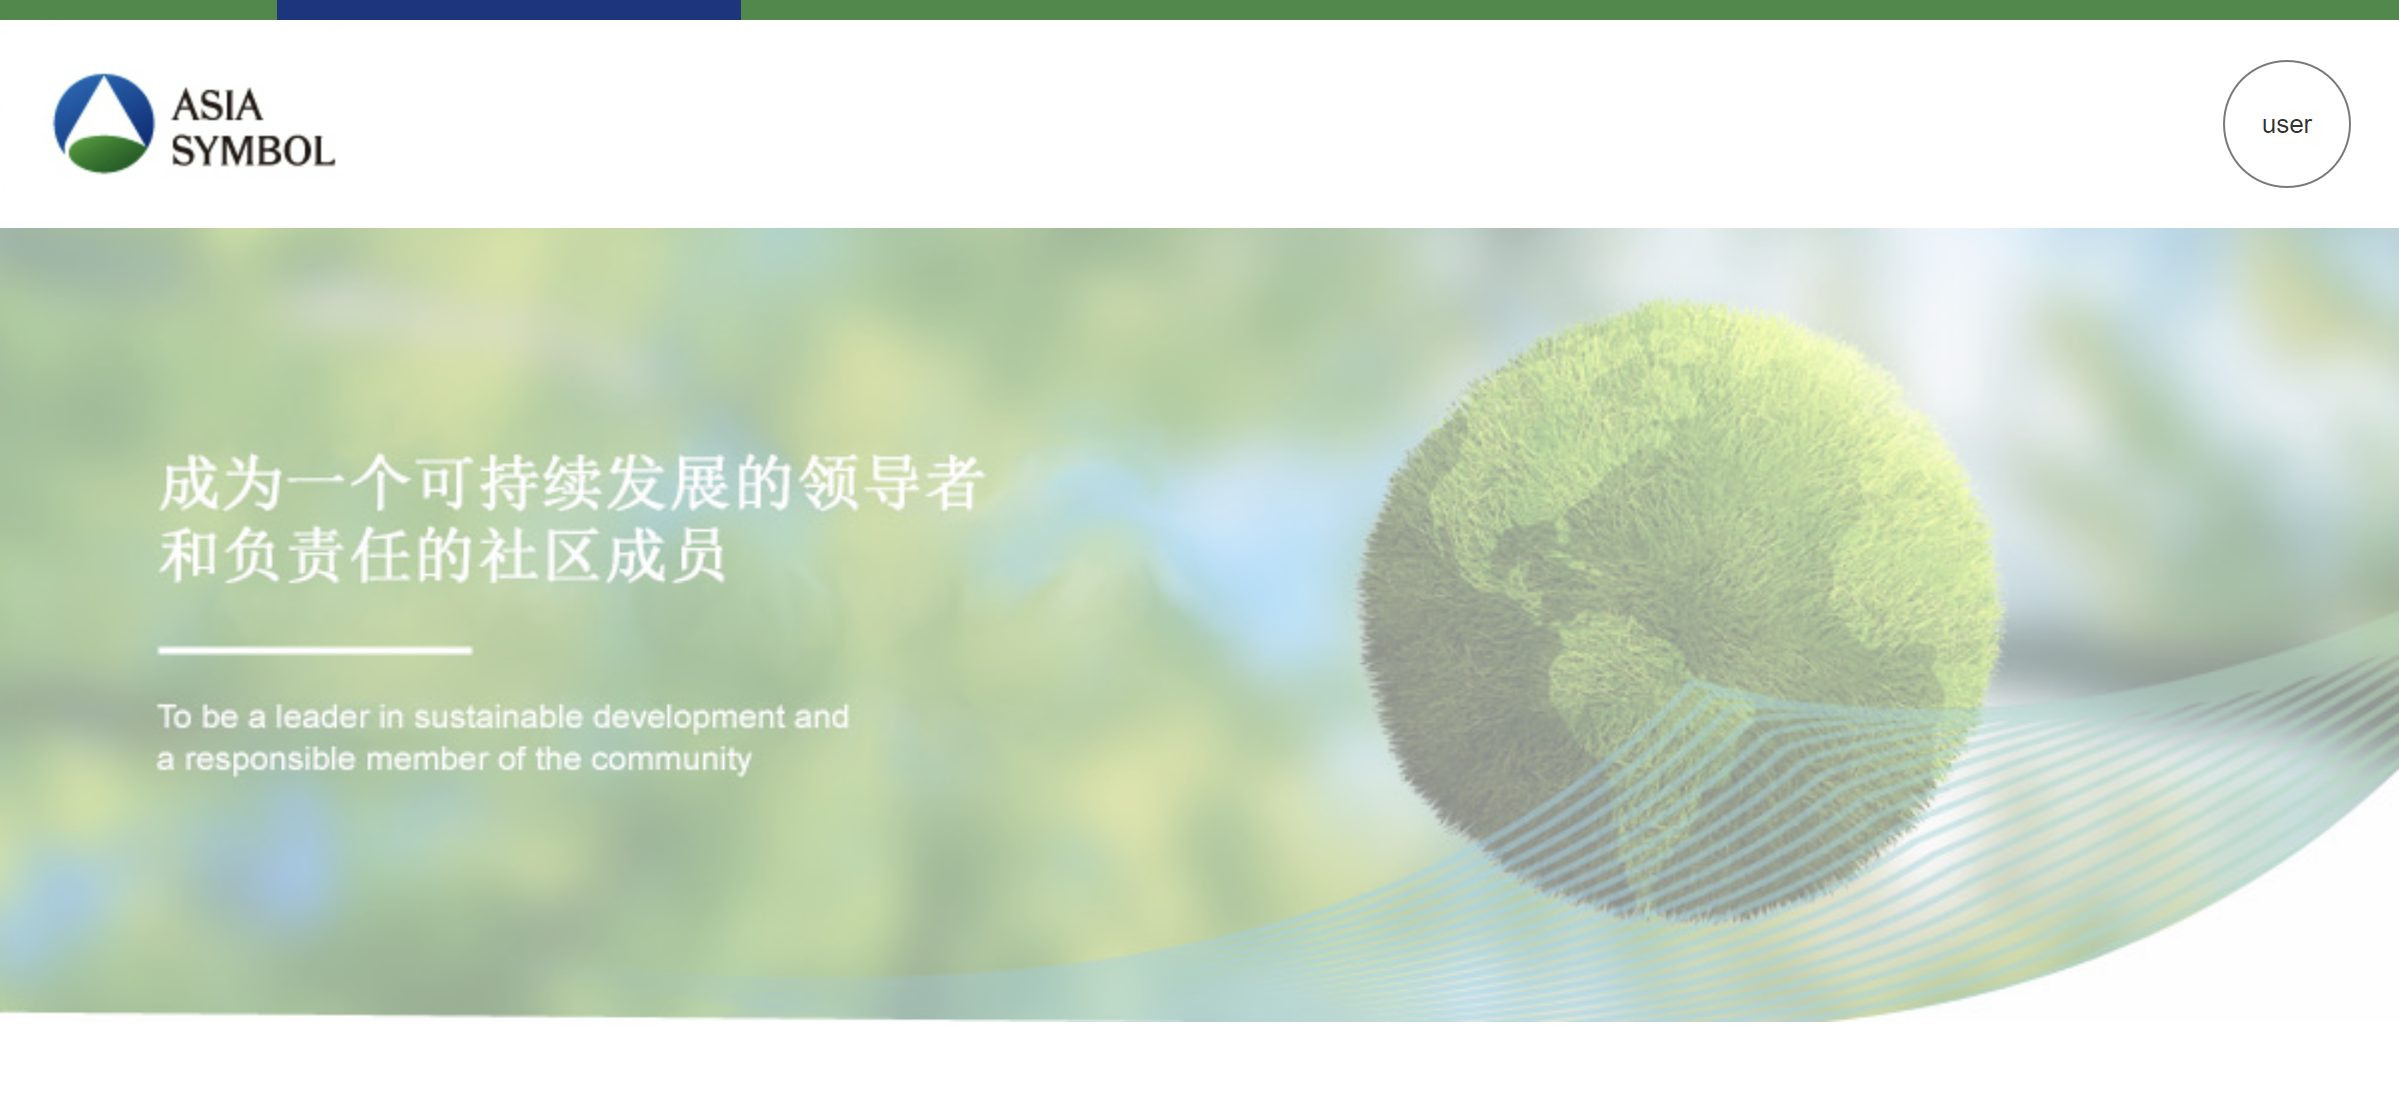 ASIA
SYMBOL
user
成为一个可持续发展的领导者
和负责任的社区成员
To be a leader in sustainable development and
a responsible member of the community